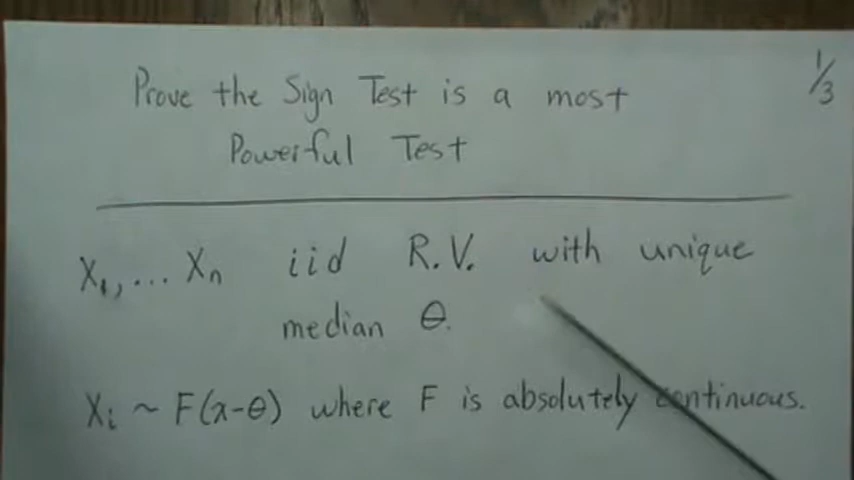 Prove the Sign Test is a most
1/3
Powerful Test
X₁,... Xₙ iid R.V. with unique
median θ.
Xᵢ ~ F(x-θ) where F is absolutely continuous.